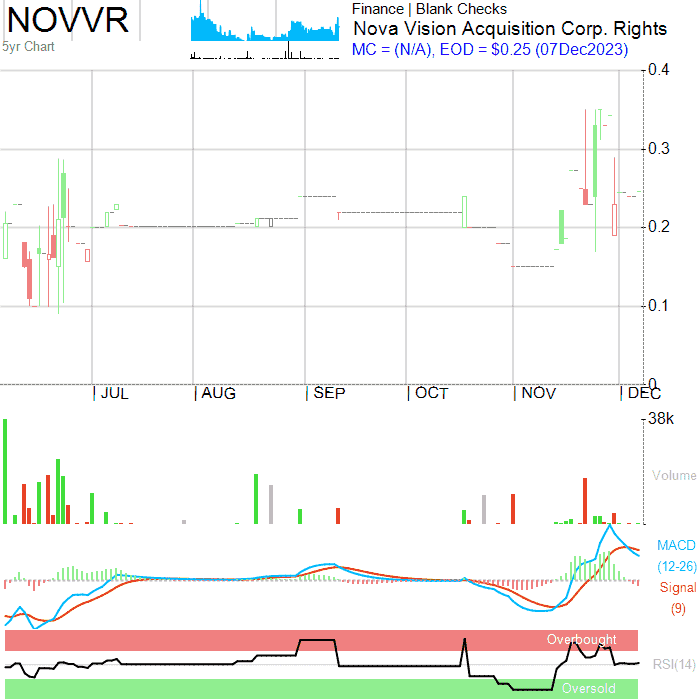 NOVVR
5yr Chart
Finance | Blank Checks
Nova Vision Acquisition Corp. Rights
MC = (N/A), EOD = $0.25 (07Dec2023)
0.4
0.3
0.2
0.1
0
JUL AUG SEP OCT NOV DEC
38k
Volume
MACD
(12-26)
Signal
(9)
Overbought
RSI(14)
Oversold